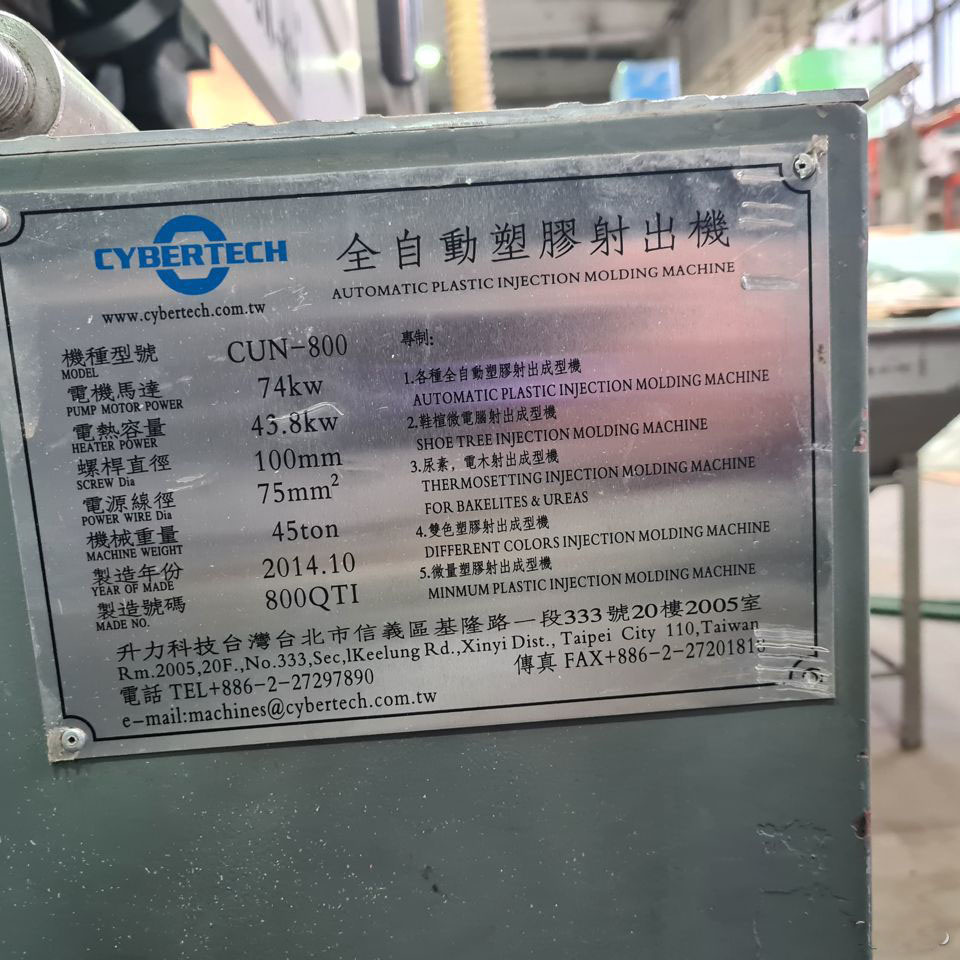 CYBERTECH
www.cybertech.com.tw
全自動塑膠射出機
AUTOMATIC PLASTIC INJECTION MOLDING MACHINE
機種型號 CUN-800
MODEL
電機馬達 74kw
PUMP MOTOR POWER
電熱容量 43.8kw
HEATER POWER
螺桿直徑 100mm
SCREW Dia
電源線徑 75mm²
POWER WIRE Dia
機械重量 45ton
MACHINE WEIGHT
製造年份 2014.10
YEAR OF MADE
製造號碼 800QTI
MADE NO.
專制:
1.各種全自動塑膠射出成型機
AUTOMATIC PLASTIC INJECTION MOLDING MACHINE
2.鞋楦微電腦射出成型機
SHOE TREE INJECTION MOLDING MACHINE
3.尿素，電木射出成型機
THERMOSETTING INJECTION MOLDING MACHINE
FOR BAKELITES & UREAS
4.雙色塑膠射出成型機
DIFFERENT COLORS INJECTION MOLDING MACHINE
5.微量塑膠射出成型機
MINMUM PLASTIC INJECTION MOLDING MACHINE
升力科技台灣台北市信義區基隆路一段333號20樓2005室
Rm.2005,20F.,No.333,Sec,1Keelung Rd.,Xinyi Dist., Taipei City 110,Taiwan
電話 TEL+886-2-27297890 傳真 FAX+886-2-
e-mail:machines@cybertech.com.tw